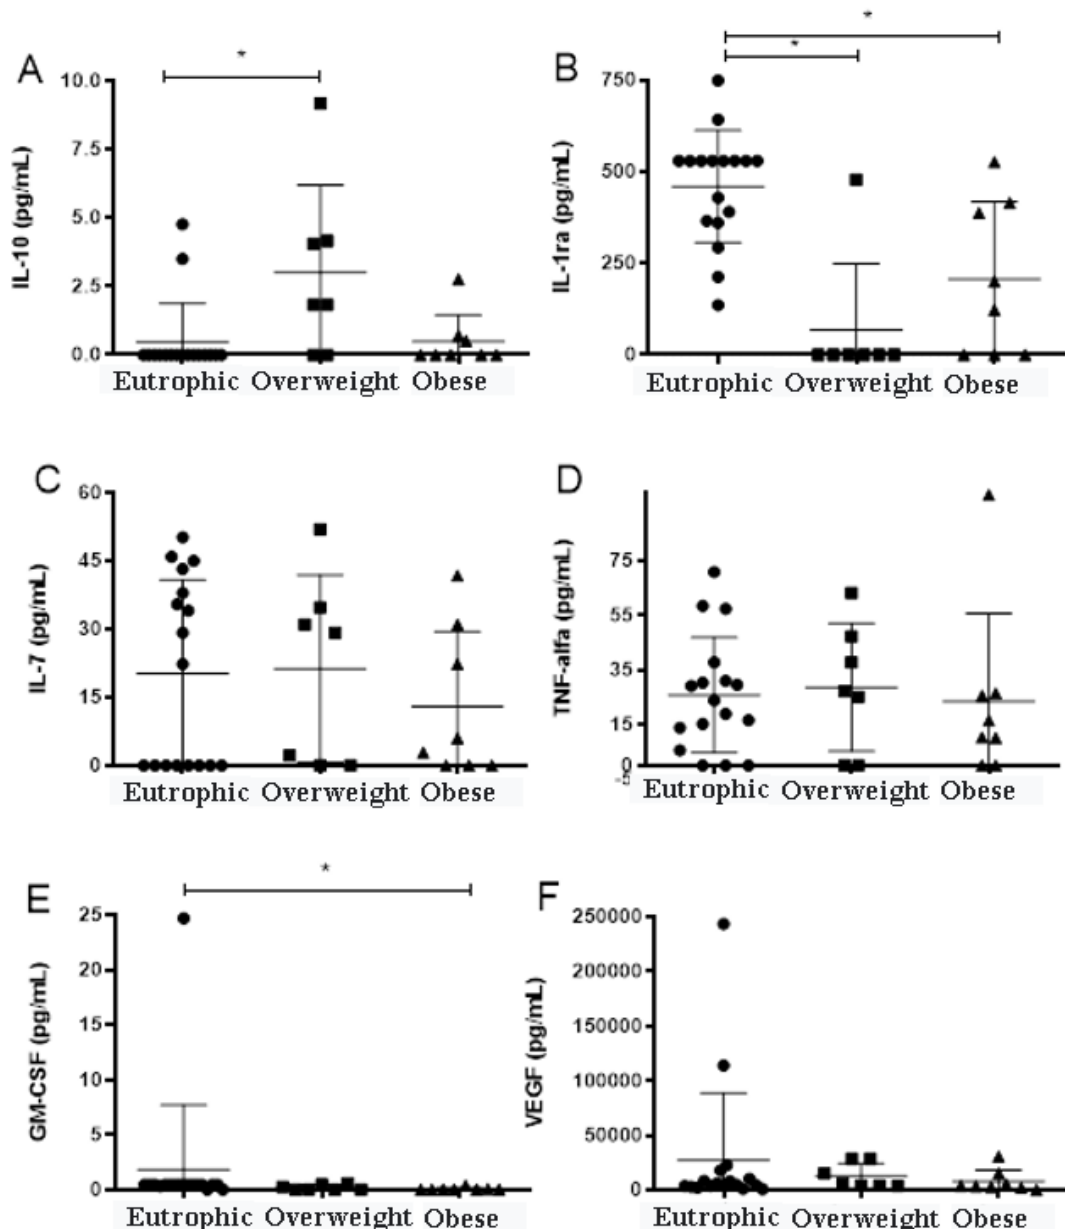 *
A
B
*
*
IL-10 (pg/mL)
10.0
7.5
5.0
2.5
0.0
Eutrophic Overweight Obese
IL-1ra (pg/mL)
750
500
250
0
Eutrophic Overweight Obese
C
IL-7 (pg/mL)
60
45
30
15
0
Eutrophic Overweight Obese
D
TNF-alfa (pg/mL)
75
55
35
15
0
-5
Eutrophic Overweight Obese
E
*
GM-CSF (pg/mL)
25
20
15
10
5
0
Eutrophic Overweight Obese
F
VEGF (pg/mL)
250000
200000
150000
100000
50000
0
Eutrophic Overweight Obese